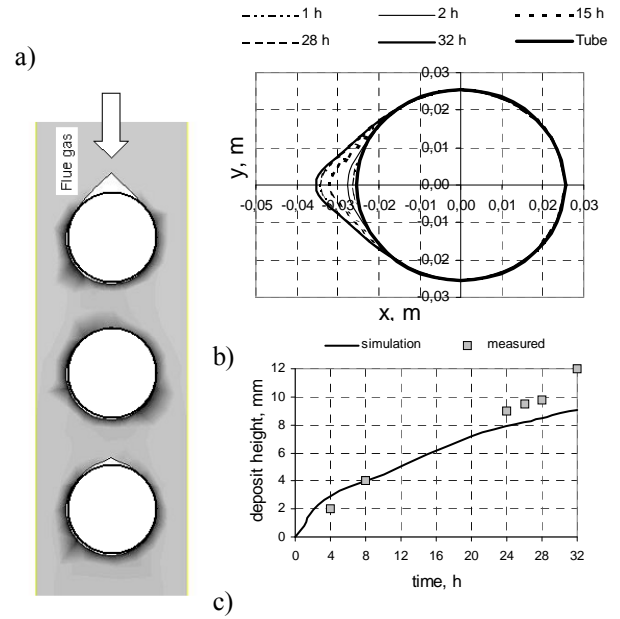 1 h 2 h 15 h
28 h 32 h Tube
a)
Flue gas
0,03
0,02
0,01
0,00
-0,01
-0,02
-0,03
-0,05 -0,04 -0,03 -0,02 -0,01 0,00 0,01 0,02 0,03
y, m
x, m
b)
simulation measured
12
10
8
6
4
2
0
deposit height, mm
0 4 8 12 16 20 24 28 32
time, h
c)